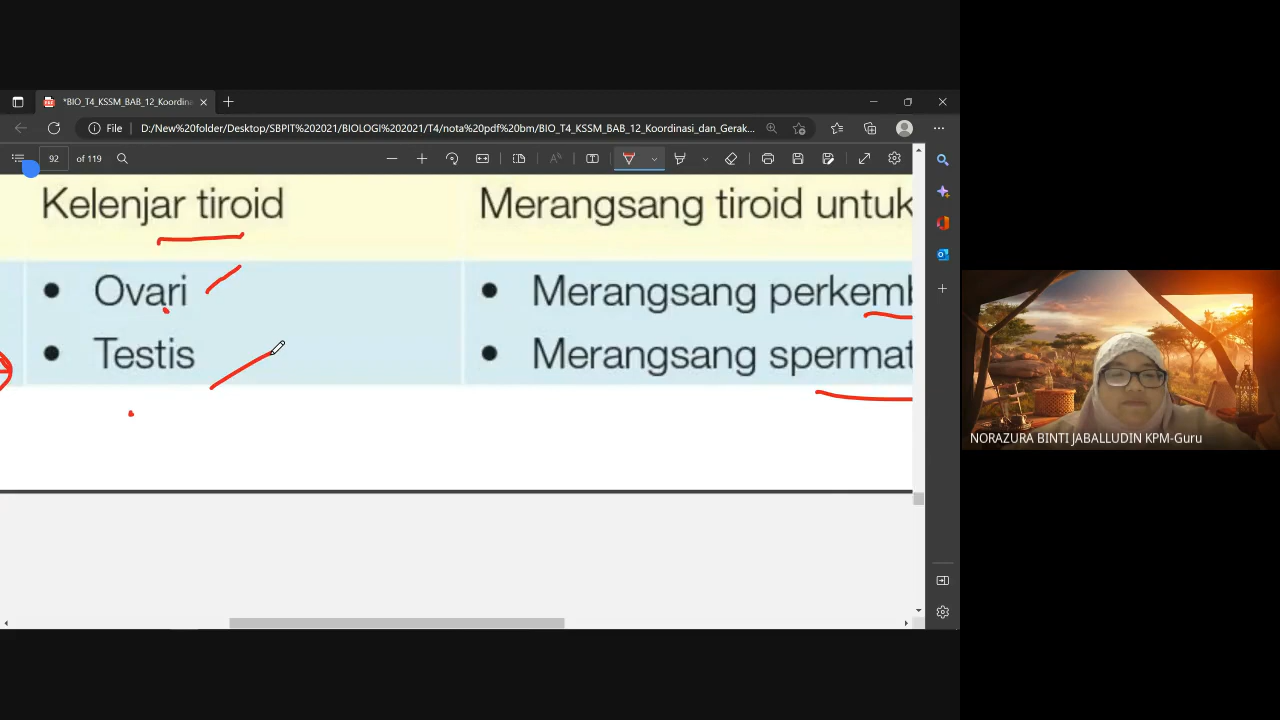 *BIO_T4_KSSM_BAB_12_Koordin
File
D:/New%20folder/Desktop/SBPIT%202021/BIOLOGI%202021/T4/nota%20pdf%20bm/BIO_T4_KSSM_BAB_12_Koordinasi_dan_Gerak...
92 of 119
Kelenjar tiroid
Merangsang tiroid untuk
• Ovari
• Merangsang perkemb
• Testis
• Merangsang spermat
NORAZURA BINTI JABALLUDIN KPM-Guru